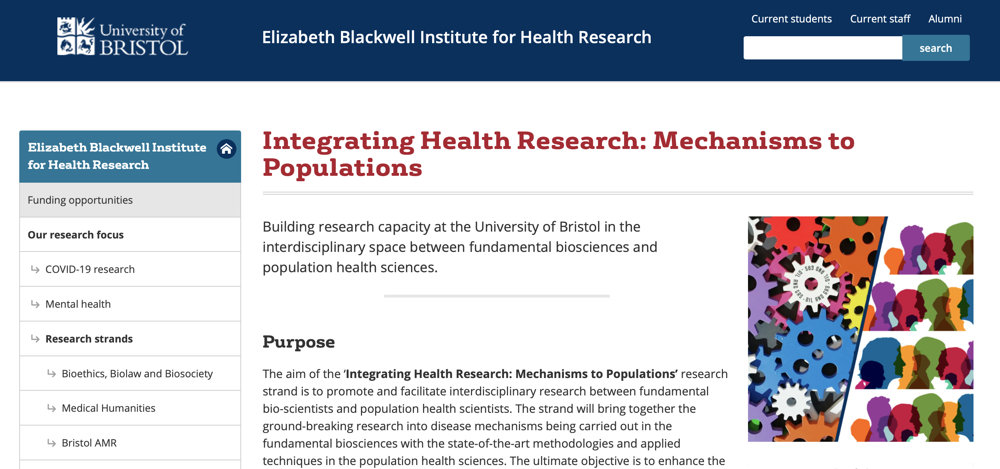 University of
BRISTOL
Elizabeth Blackwell Institute for Health Research
Current students
Current staff
Alumni
search
Elizabeth Blackwell Institute
for Health Research
Funding opportunities
Our research focus
COVID-19 research
Mental health
Research strands
Bioethics, Biolaw and Biosociety
Medical Humanities
Bristol AMR
Integrating Health Research: Mechanisms to
Populations
Building research capacity at the University of Bristol in the
interdisciplinary space between fundamental biosciences and
population health sciences.
Purpose
The aim of the ‘Integrating Health Research: Mechanisms to Populations’ research
strand is to promote and facilitate interdisciplinary research between fundamental
bio-scientists and population health scientists. The strand will bring together the
ground-breaking research into disease mechanisms being carried out in the
fundamental biosciences with the state-of-the-art methodologies and applied
techniques in the population health sciences. The ultimate objective is to enhance the
OIL AND GAS · OIL AND GAS · OIL AND GAS ·